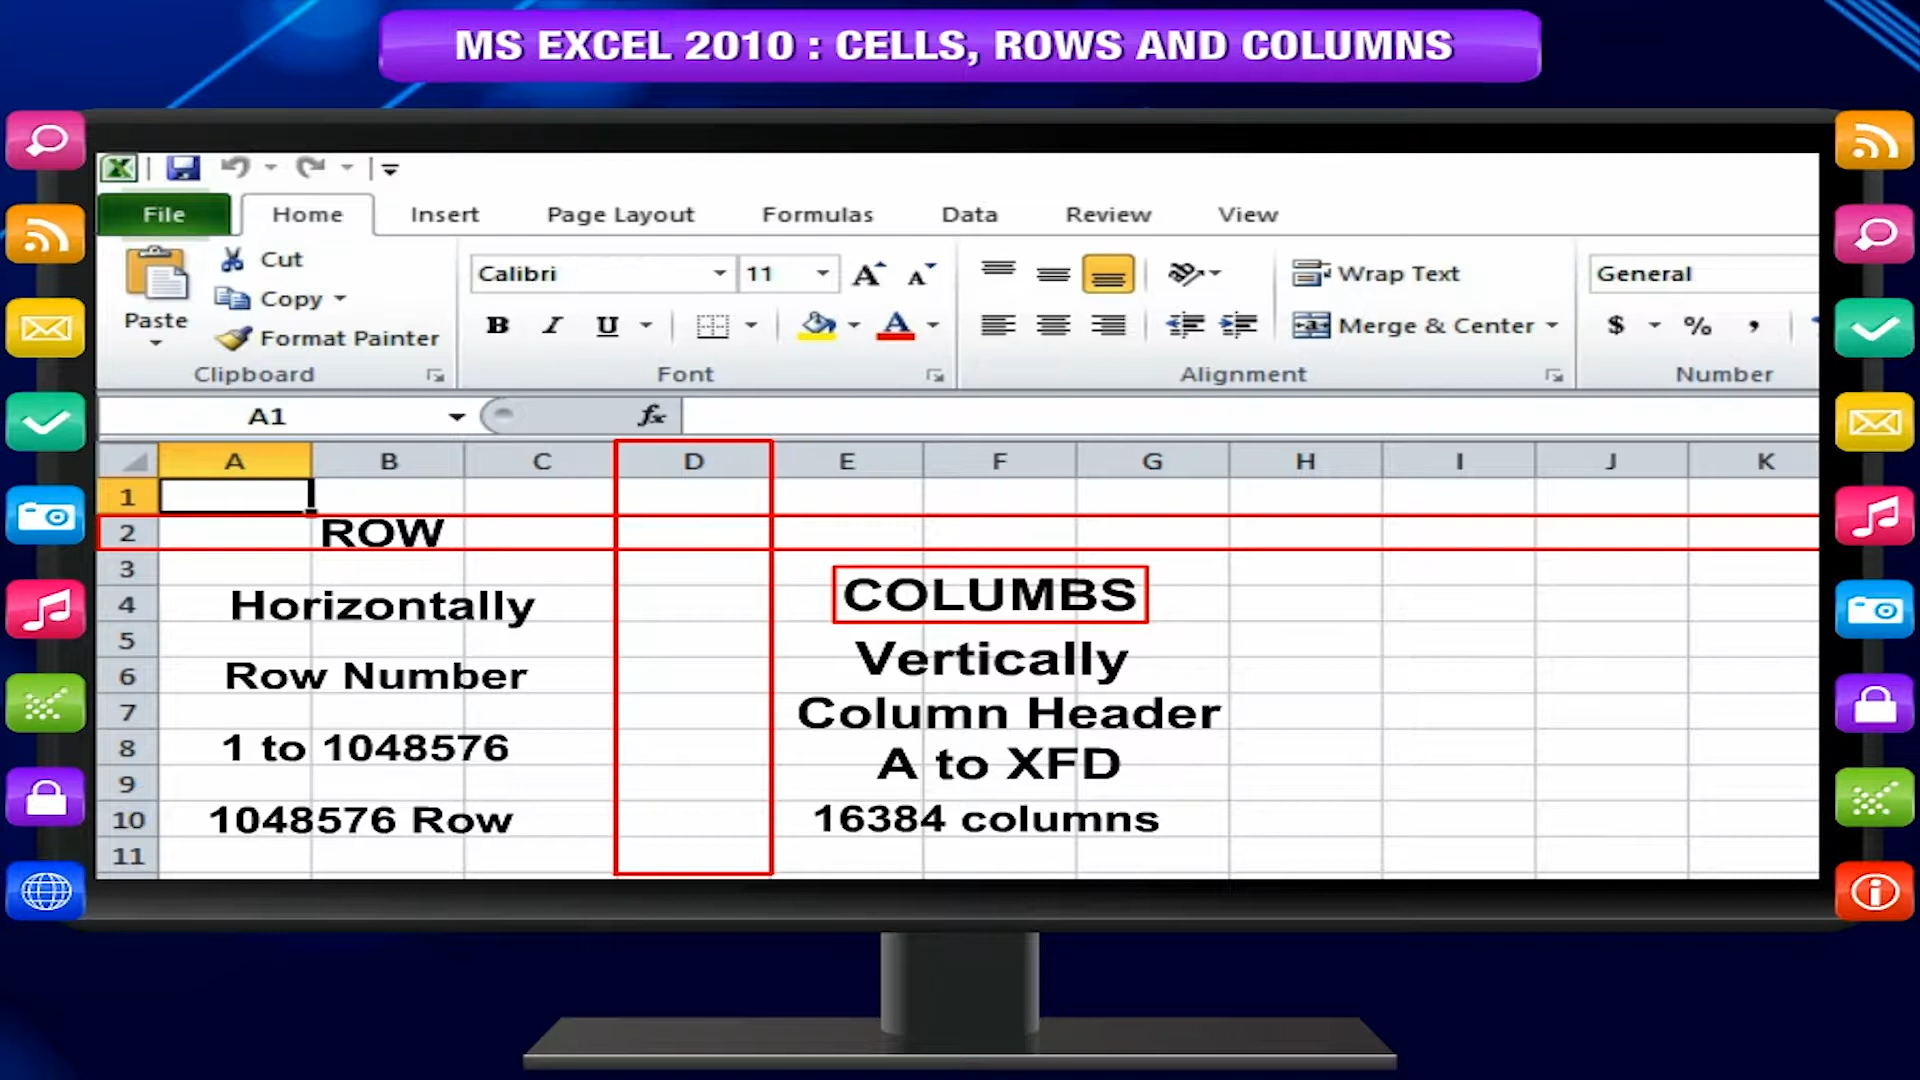 MS EXCEL 2010 : CELLS, ROWS AND COLUMNS
File Home Insert Page Layout Formulas Data Review View
Cut
Copy
Format Painter
Paste
Clipboard
Calibri 11
A A
B I U A
Font
Wrap Text
Merge & Center
Alignment
General
$ % ,
Number
A1 fx
A B C D E F G H I J K
1
2 ROW
3
4 Horizontally
5
6 Row Number
7
8 1 to 1048576
9
10 1048576 Row
11
COLUMBS
Vertically
Column Header
A to XFD
16384 columns